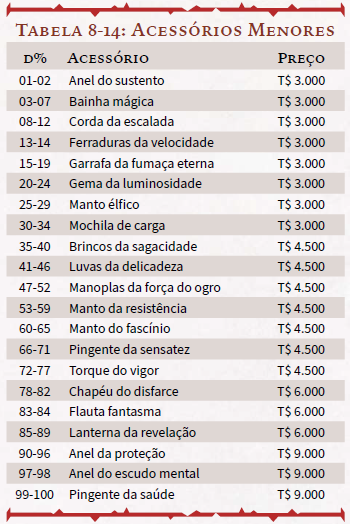 Tabela 8-14: Acessórios Menores
d% Acessório Preço
01-02 Anel do sustento T$ 3.000
03-07 Bainha mágica T$ 3.000
08-12 Corda da escalada T$ 3.000
13-14 Ferraduras da velocidade T$ 3.000
15-19 Garrafa da fumaça eterna T$ 3.000
20-24 Gema da luminosidade T$ 3.000
25-29 Manto élfico T$ 3.000
30-34 Mochila de carga T$ 3.000
35-40 Brincos da sagacidade T$ 4.500
41-46 Luvas da delicadeza T$ 4.500
47-52 Manoplas da força do ogro T$ 4.500
53-59 Manto da resistência T$ 4.500
60-65 Manto do fascínio T$ 4.500
66-71 Pingente da sensatez T$ 4.500
72-77 Torque do vigor T$ 4.500
78-82 Chapéu do disfarce T$ 6.000
83-84 Flauta fantasma T$ 6.000
85-89 Lanterna da revelação T$ 6.000
90-96 Anel da proteção T$ 9.000
97-98 Anel do escudo mental T$ 9.000
99-100 Pingente da saúde T$ 9.000